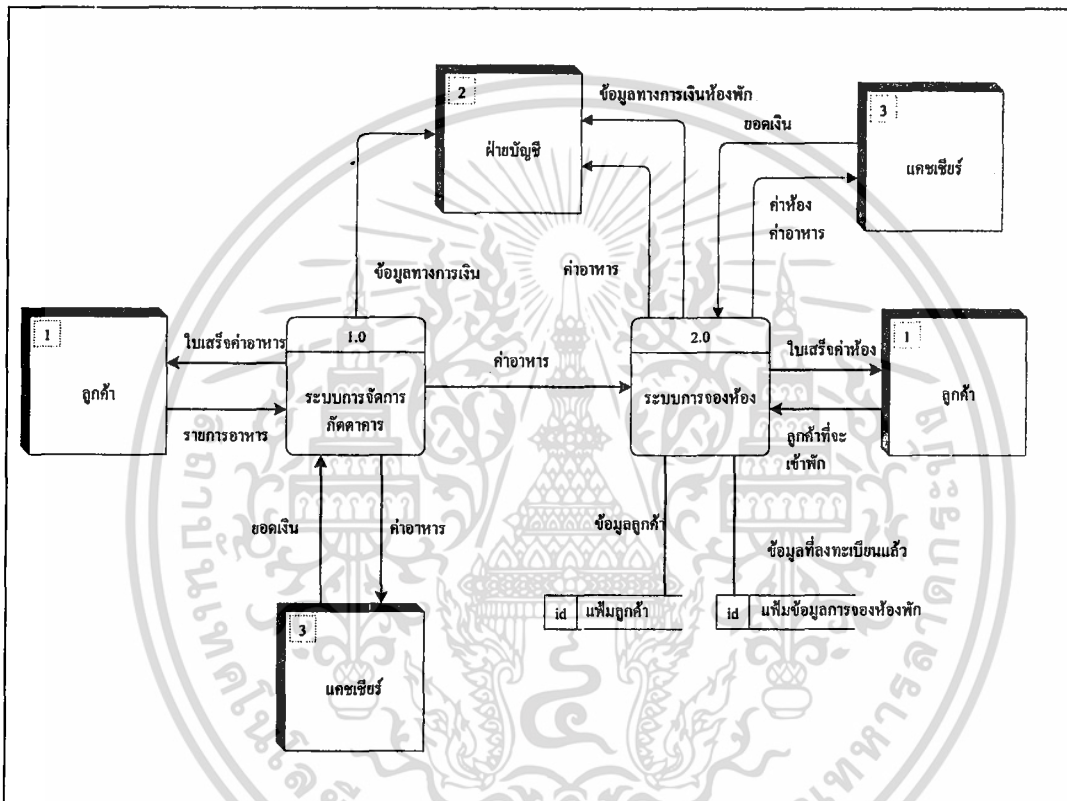 2
ฝ่ายบัญชี
ข้อมูลทางการเงินห้องพัก
ยอดเงิน
3
แคชเชียร์
ค่าห้อง
ค่าอาหาร
ข้อมูลทางการเงิน
ค่าอาหาร
1
ลูกค้า
ใบเสร็จค่าอาหาร
รายการอาหาร
1.0
ระบบการจัดการ
ภัตตาคาร
ค่าอาหาร
2.0
ระบบการจองห้อง
ใบเสร็จค่าห้อง
1
ลูกค้า
ลูกค้าที่จะ
เข้าพัก
ยอดเงิน
ค่าอาหาร
ข้อมูลลูกค้า
ข้อมูลที่ลงทะเบียนแล้ว
3
แคชเชียร์
id แฟ้มลูกค้า
id แฟ้มข้อมูลการจองห้องพัก